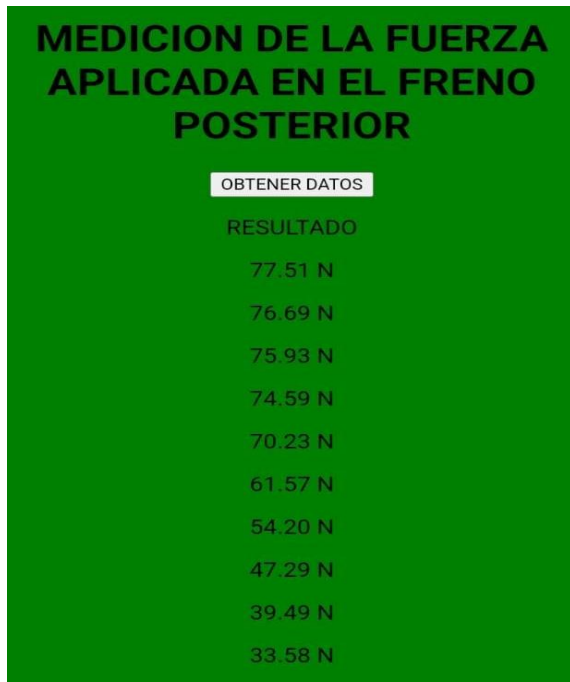 MEDICION DE LA FUERZA
APLICADA EN EL FRENO
POSTERIOR
OBTENER DATOS
RESULTADO
77.51 N
76.69 N
75.93 N
74.59 N
70.23 N
61.57 N
54.20 N
47.29 N
39.49 N
33.58 N